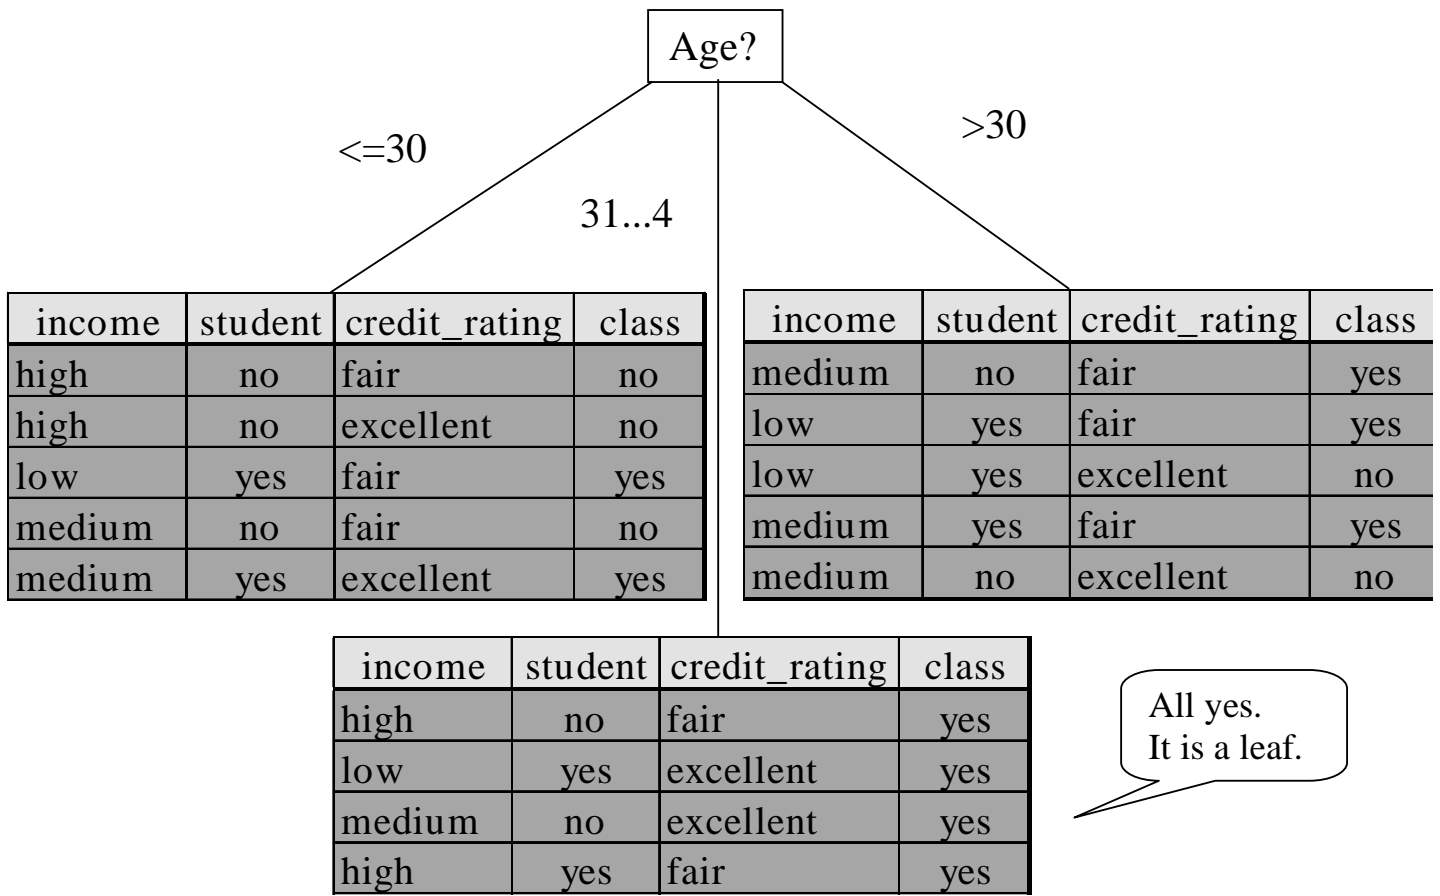 Age?
<=30
>30
31...4
income student credit_rating class
high no fair no
high no excellent no
low yes fair yes
medium no fair no
medium yes excellent yes
income student credit_rating class
medium no fair yes
low yes fair yes
low yes excellent no
medium yes fair yes
medium no excellent no
income student credit_rating class
high no fair yes
low yes excellent yes
medium no excellent yes
high yes fair yes
All yes.
It is a leaf.